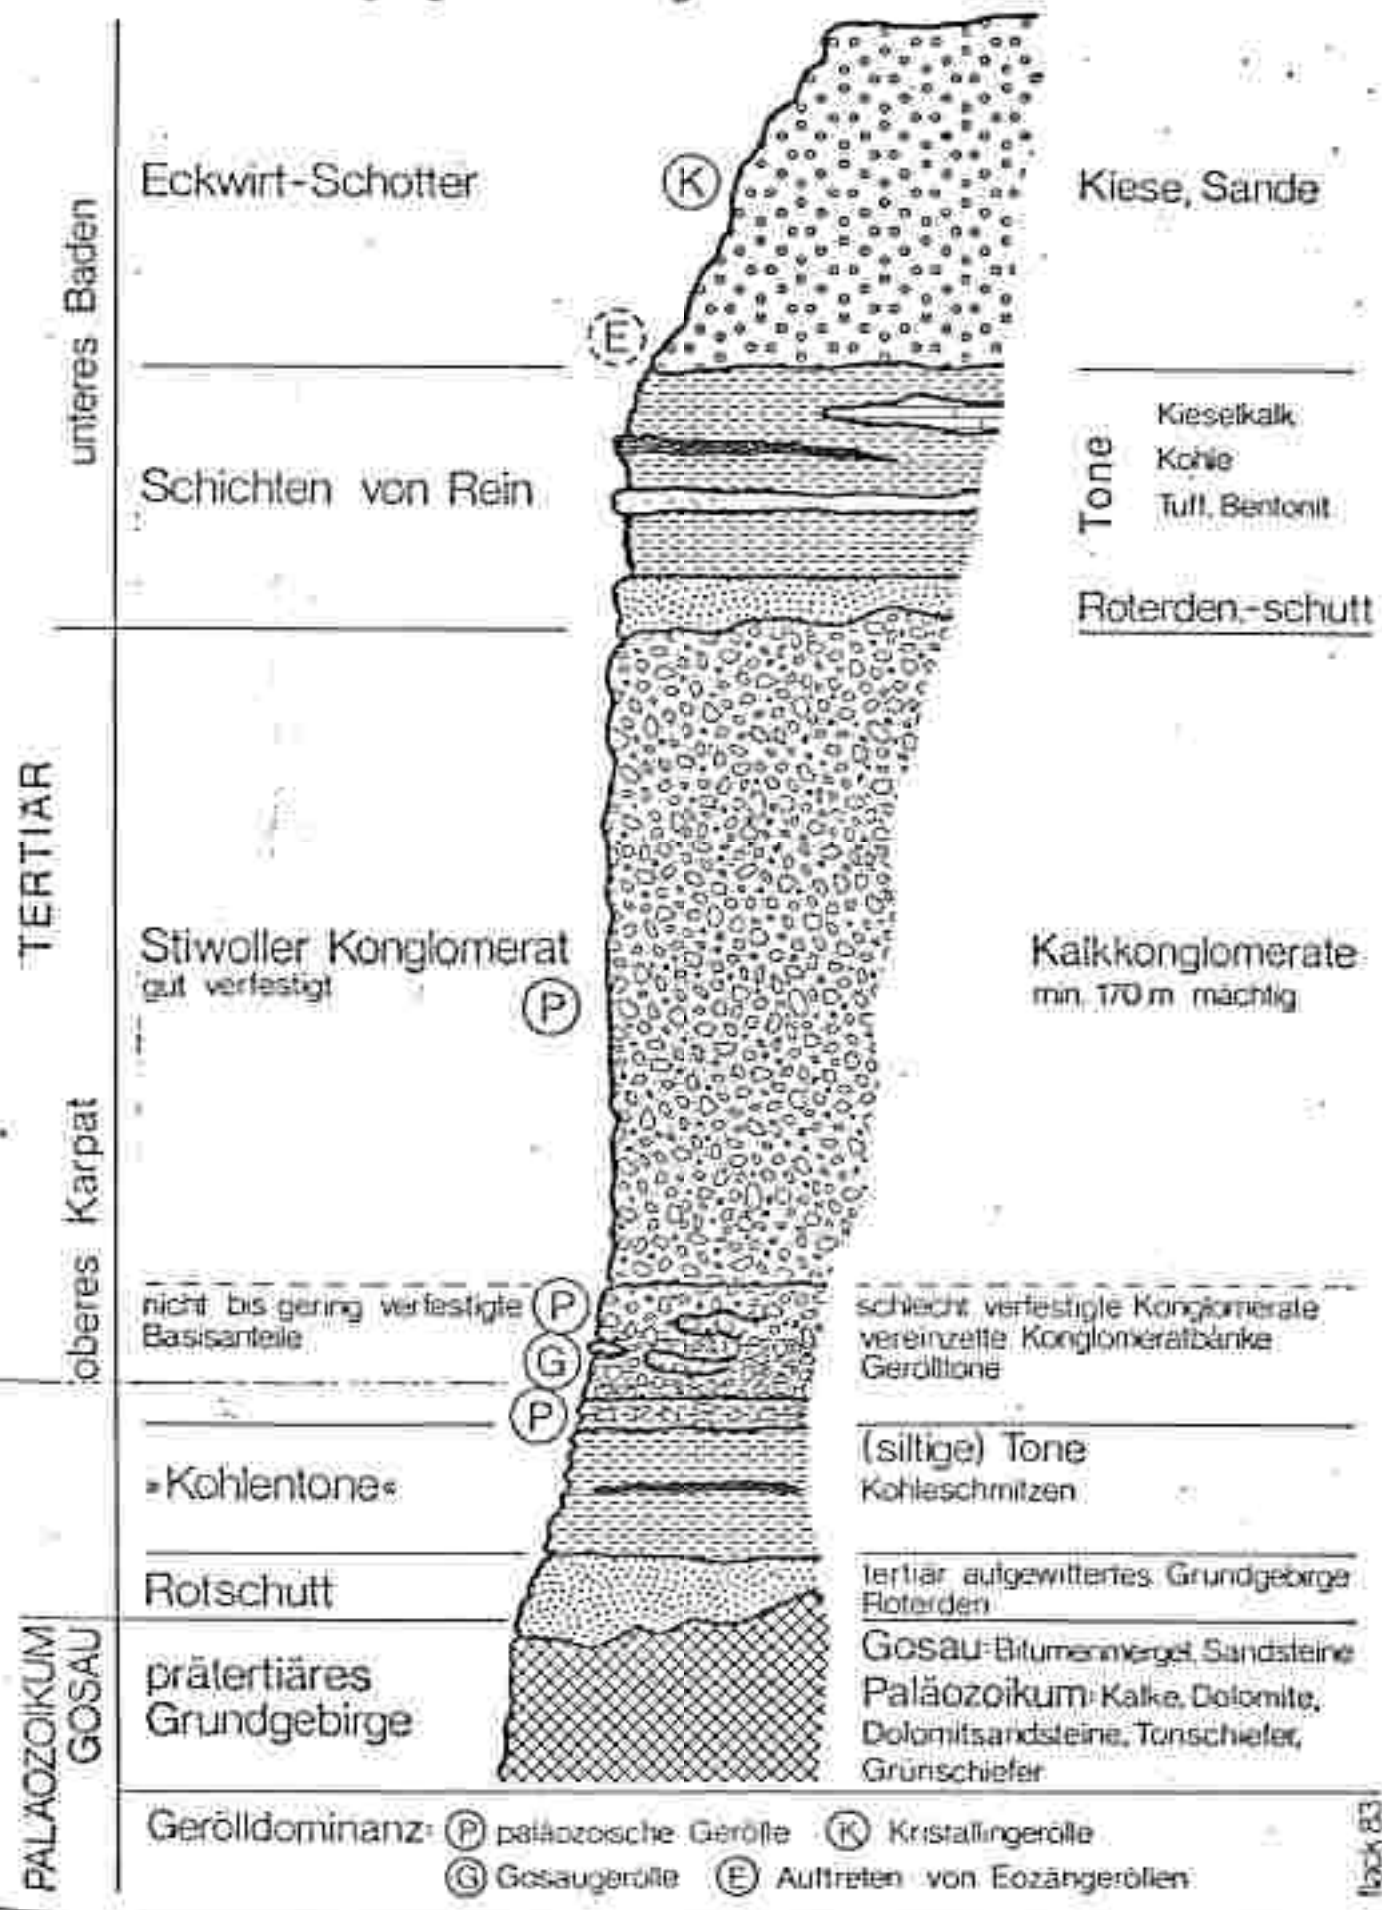 Eckwirt-Schotter
K
Kiese, Sande
unteres Baden
E
Schichten von Rein
Tone
Kieselkalk
Kohle
Tuff, Bentonit
Roterden,-schutt
TERTIÄR
Stiwoller Konglomerat
gut verfestigt
P
Kalkkonglomerate
min. 170 m mächtig
oberes Karpat
nicht bis gering verfestigte
Basisanteile
P
G
P
schlecht verfestigte Konglomerate
vereinzelte Konglomeratbänke
Gerölltone
»Kohlentone«
(siltige) Tone
Kohleschmitzen
Rotschutt
tertiär aufgewittertes Grundgebirge
Roterden
PALÄOZOIKUM
GOSAU
prätertiäres
Grundgebirge
Gosau: Bitumenmergel, Sandsteine
Paläozoikum: Kalke, Dolomite,
Dolomitsandsteine, Tonschiefer,
Grünschiefer
Gerölldominanz: P paläozoische Gerölle K Kristallingerölle
G Gosaugerölle E Auftreten von Eozängeröllen
flack 83